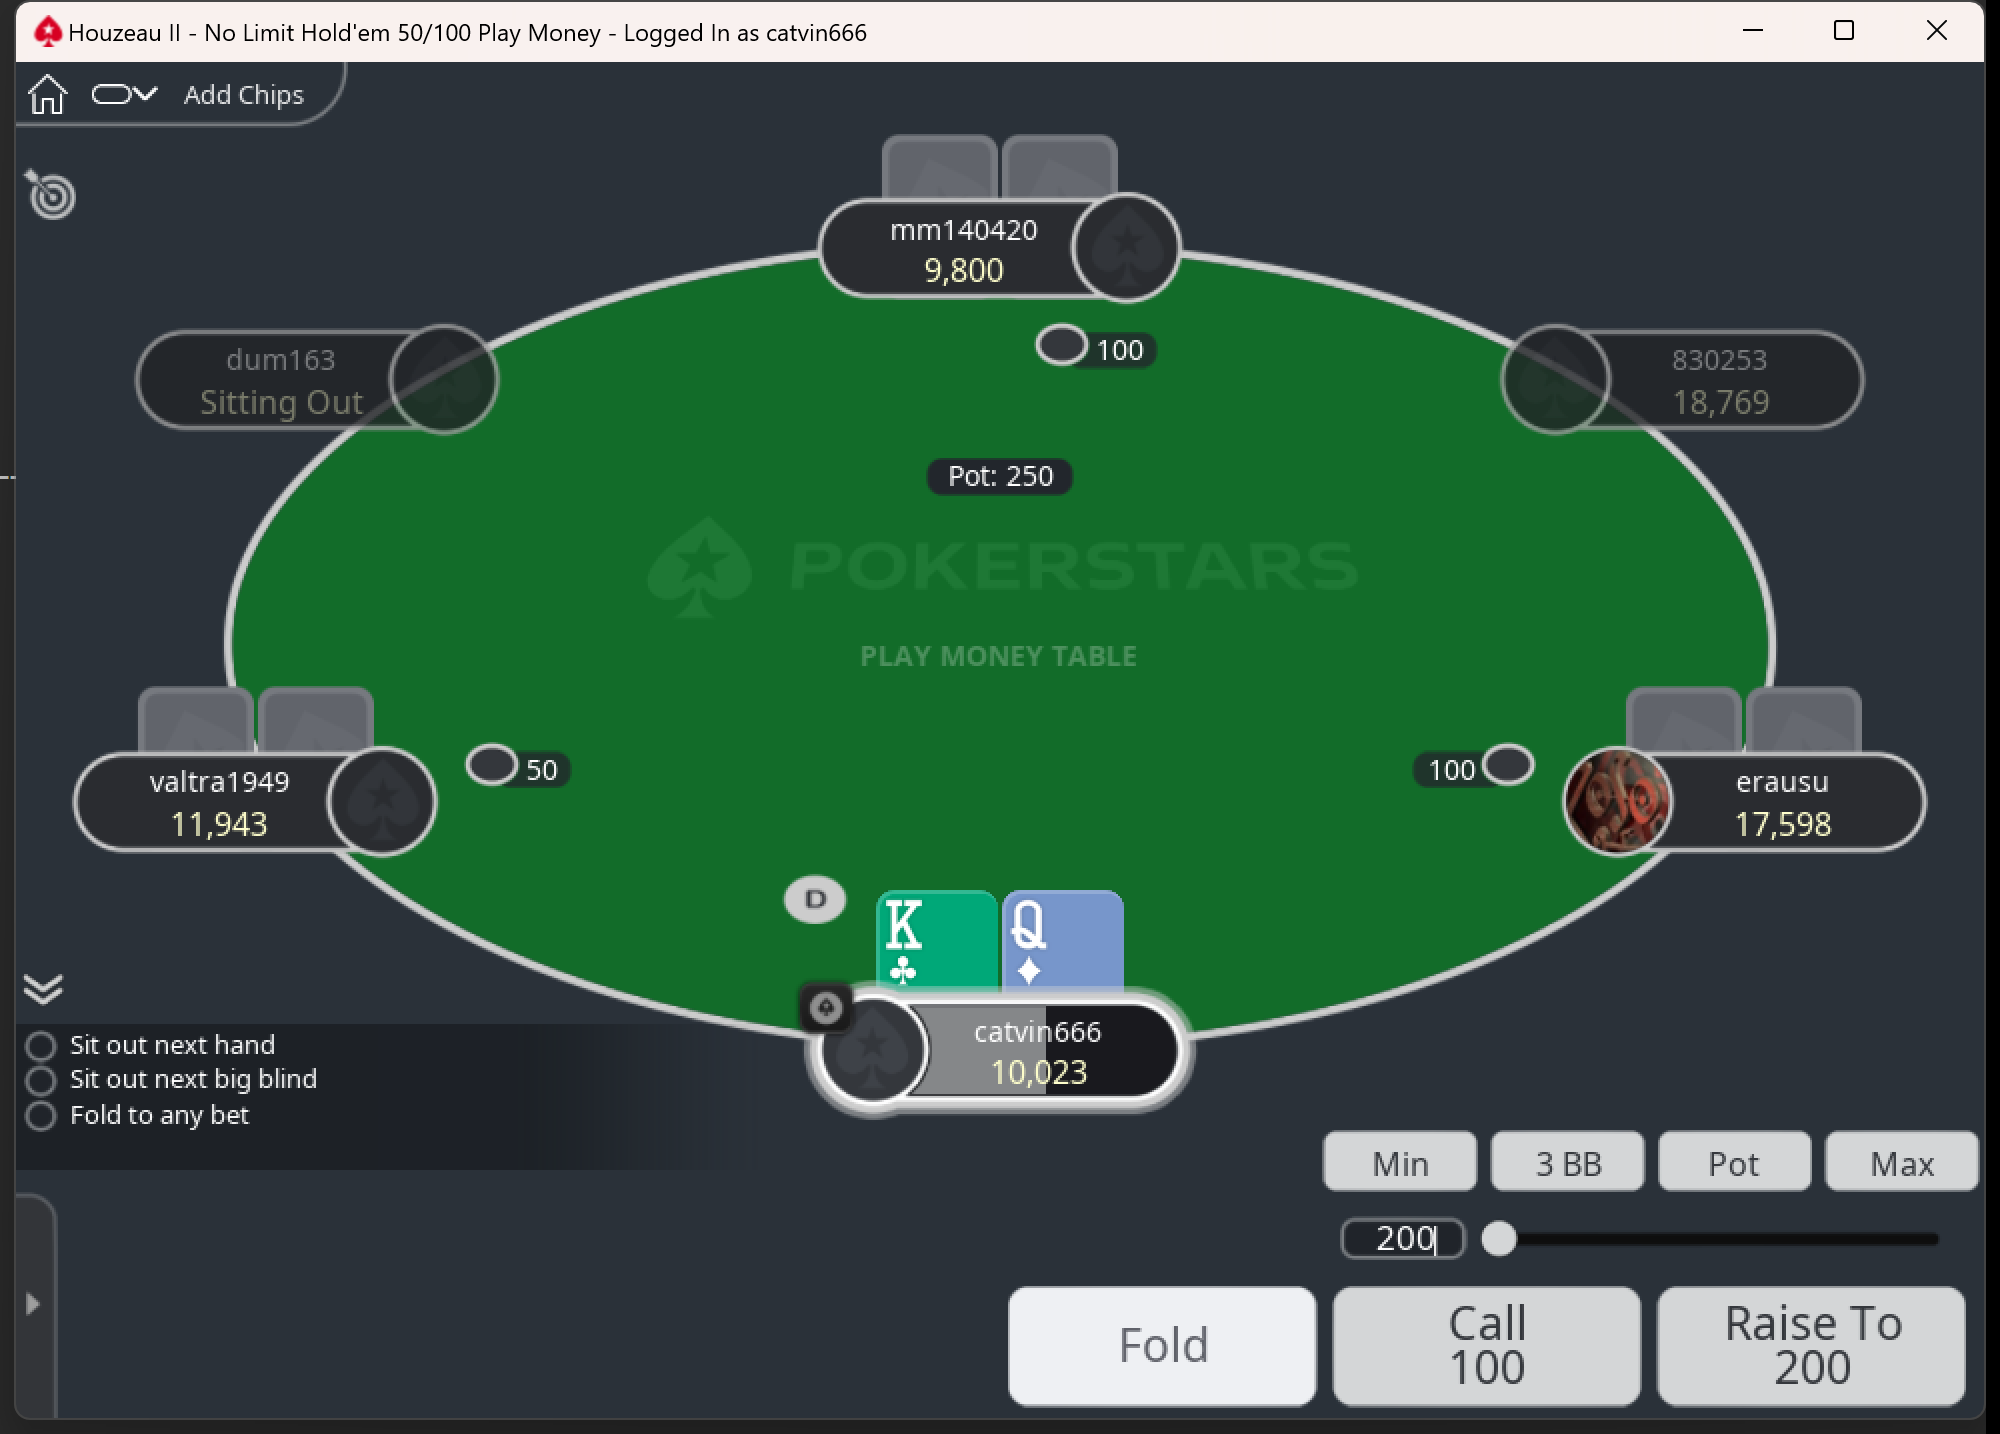 Houzeau II - No Limit Hold'em 50/100 Play Money - Logged In as catvin666
Add Chips
mm140420
9,800
dum163
Sitting Out
830253
18,769
100
Pot: 250
POKERSTARS
PLAY MONEY TABLE
valtra1949
11,943
50
100
erausu
17,598
D
K
Q
catvin666
10,023
Sit out next hand
Sit out next big blind
Fold to any bet
Min
3 BB
Pot
Max
200
Fold
Call
100
Raise To
200